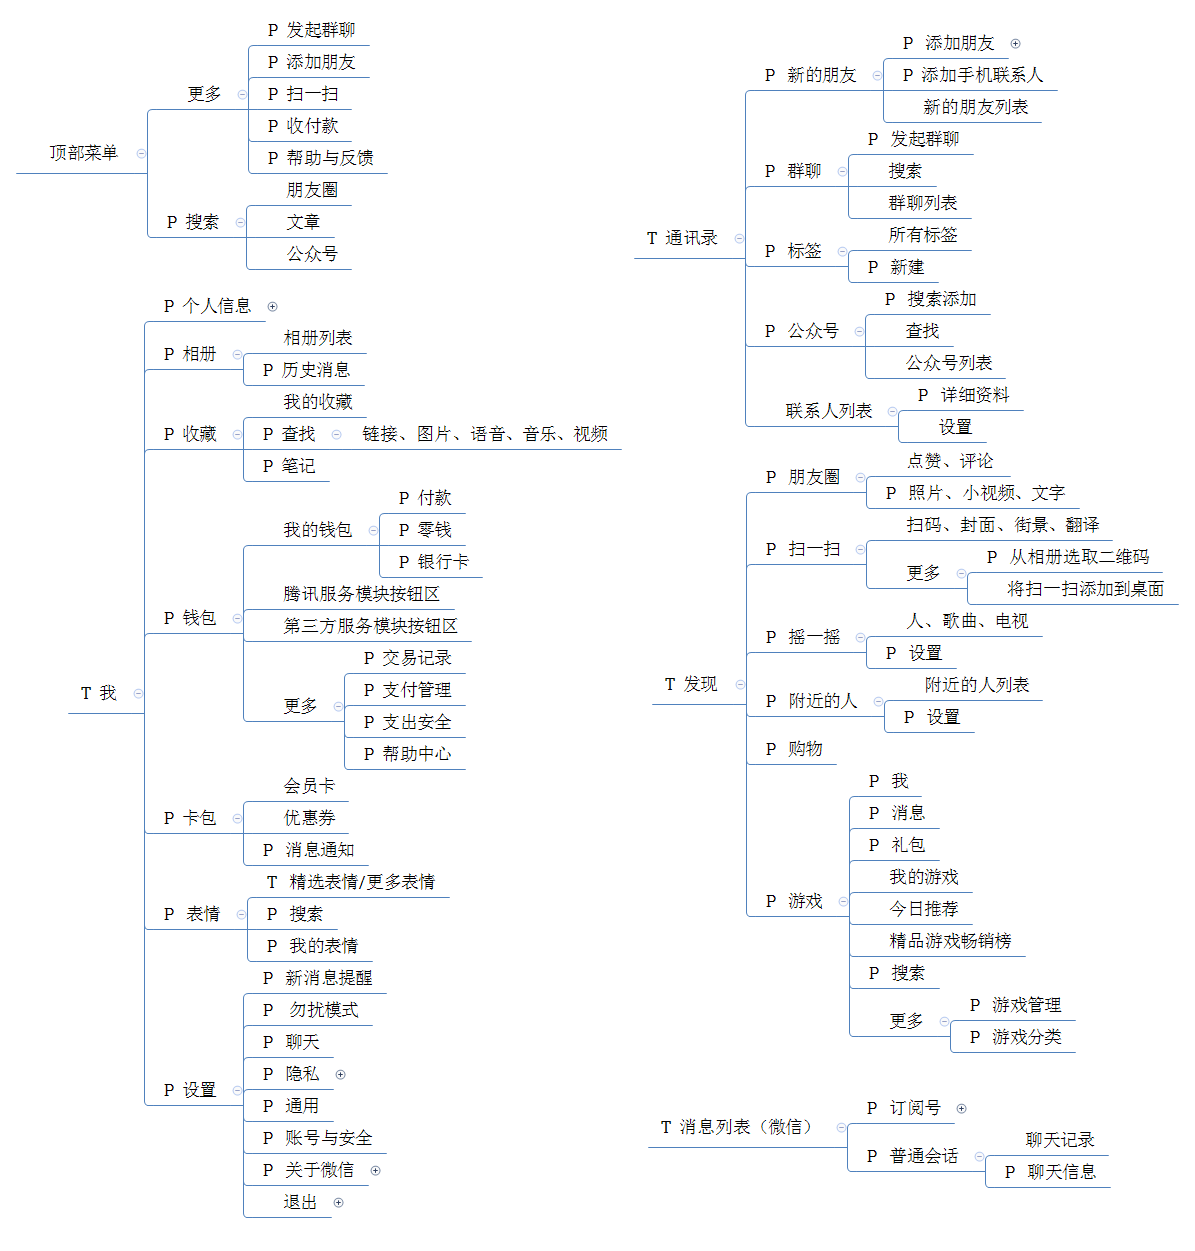 顶部菜单
更多
P 发起群聊
P 添加朋友
P 扫一扫
P 收付款
P 帮助与反馈
P 搜索
朋友圈
文章
公众号
T 我
P 个人信息
P 相册
相册列表
P 历史消息
P 收藏
我的收藏
P 查找
链接、图片、语音、音乐、视频
P 笔记
P 钱包
我的钱包
P 付款
P 零钱
P 银行卡
腾讯服务模块按钮区
第三方服务模块按钮区
更多
P 交易记录
P 支付管理
P 支出安全
P 帮助中心
P 卡包
会员卡
优惠券
P 消息通知
P 表情
T 精选表情/更多表情
P 搜索
P 我的表情
P 设置
P 新消息提醒
P 勿扰模式
P 聊天
P 隐私
P 通用
P 账号与安全
P 关于微信
退出
T 通讯录
P 新的朋友
P 添加朋友
P 添加手机联系人
新的朋友列表
P 群聊
P 发起群聊
搜索
群聊列表
P 标签
所有标签
P 新建
P 公众号
P 搜索添加
查找
公众号列表
联系人列表
P 详细资料
设置
T 发现
P 朋友圈
点赞、评论
P 照片、小视频、文字
P 扫一扫
扫码、封面、街景、翻译
更多
P 从相册选取二维码
将扫一扫添加到桌面
P 摇一摇
人、歌曲、电视
P 设置
P 附近的人
附近的人列表
P 设置
P 购物
P 游戏
P 我
P 消息
P 礼包
我的游戏
今日推荐
精品游戏畅销榜
P 搜索
更多
P 游戏管理
P 游戏分类
T 消息列表（微信）
P 订阅号
P 普通会话
聊天记录
P 聊天信息